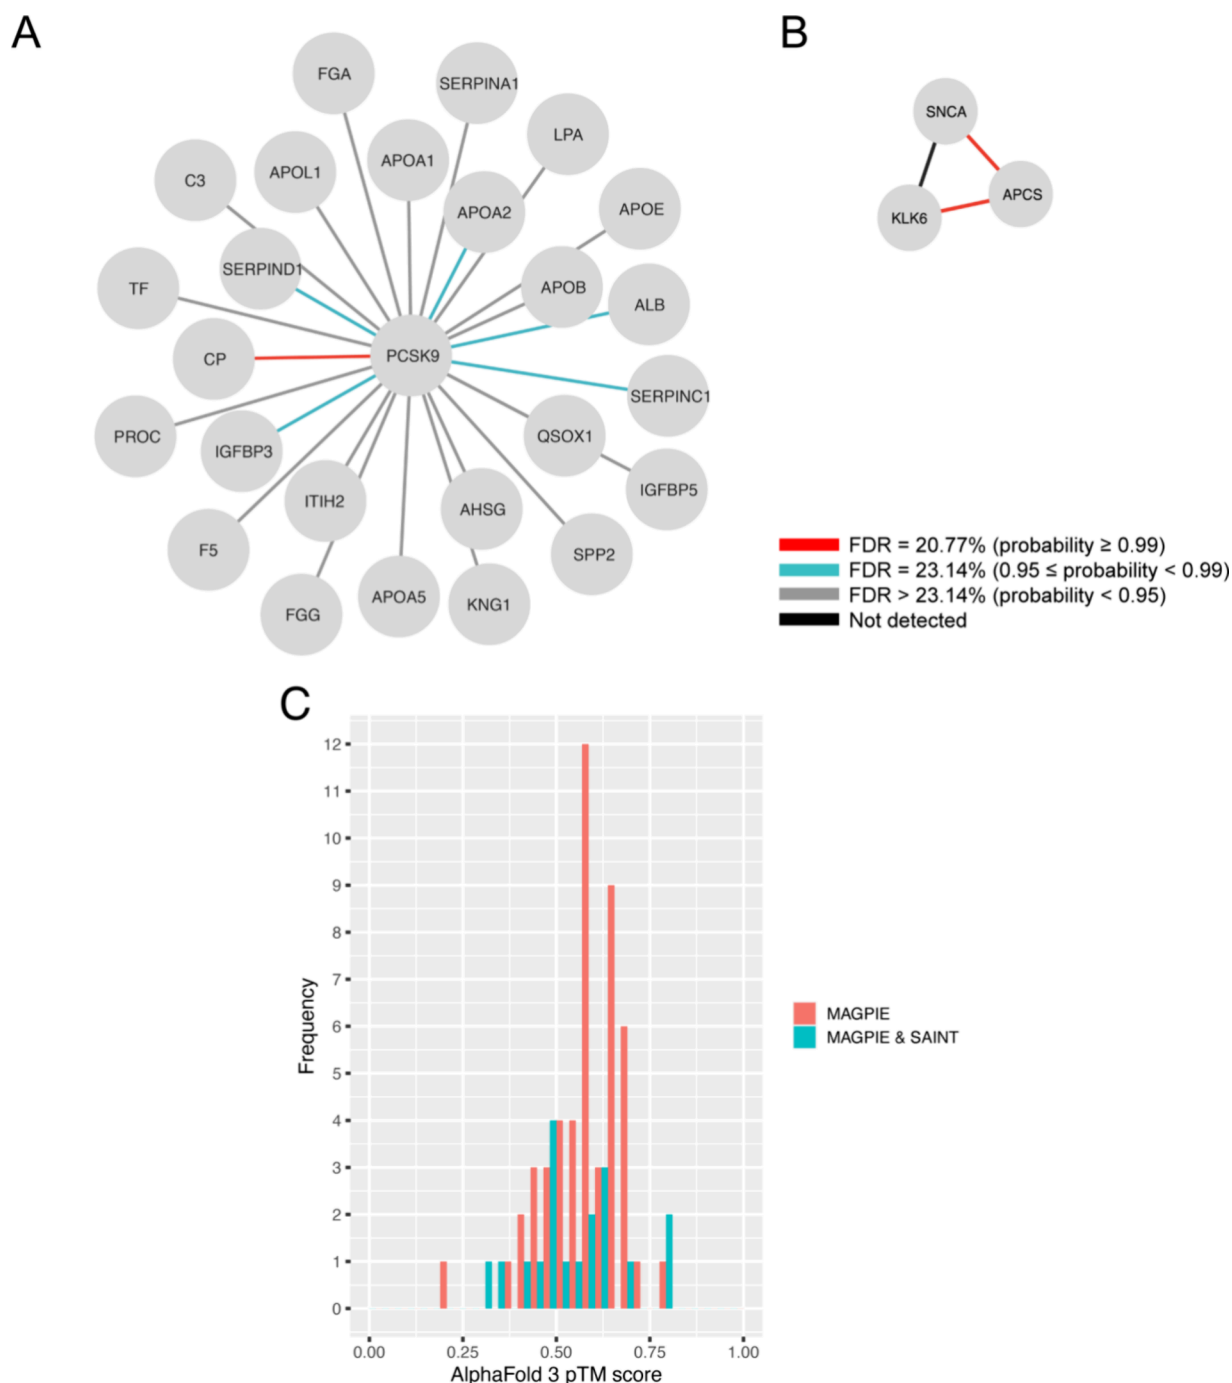 A
B
FGA
SERPINA1
LPA
C3
APOL1
APOA1
APOA2
APOE
SERPIND1
TF
APOB
ALB
CP
PCSK9
SERPINC1
PROC
IGFBP3
QSOX1
IGFBP5
ITIH2
AHSG
F5
SPP2
FGG
APOA5
KNG1
SNCA
APCS
KLK6
FDR = 20.77% (probability ≥ 0.99)
FDR = 23.14% (0.95 ≤ probability < 0.99)
FDR > 23.14% (probability < 0.95)
Not detected
C
12
11
10
9
8
7
6
5
4
3
2
1
0
Frequency
0.00 0.25 0.50 0.75 1.00
AlphaFold 3 pTM score
MAGPIE
MAGPIE & SAINT